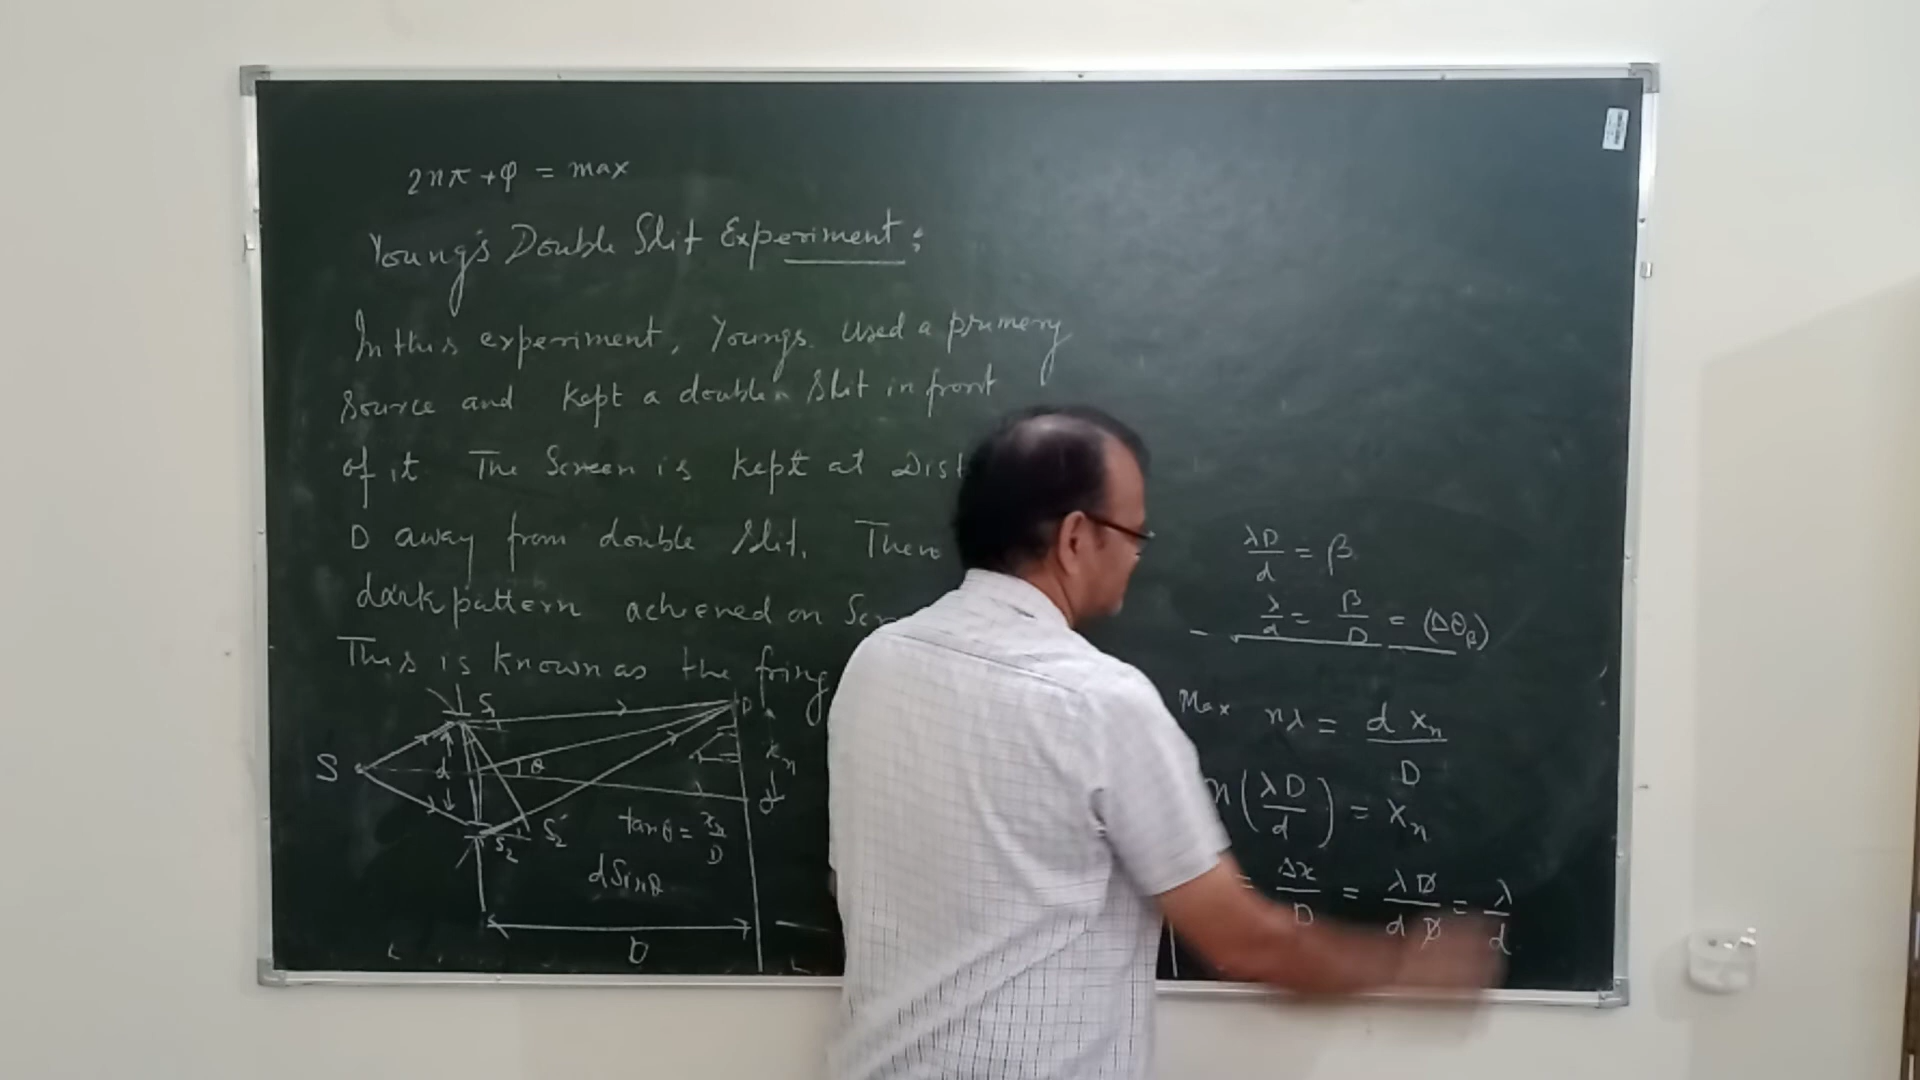 2nπ + φ = max
Young's Double Slit Experiment:
In this experiment, Youngs used a primery
source and kept a double slit in front
of it The Screen is kept at Dist
D away from double slit. There
dark pattern achieved on Scr
This is known as the fring
S
S₁
d
θ
S₂
S₂'
P
xₙ
tanθ = xₙ/D
d Sinθ
D
λD/d = β
λ/d = β/D = (Δθᵦ)
Max nλ = d xₙ/D
n(λD/d) = xₙ
= Δx/D = λD/dD = λ/d